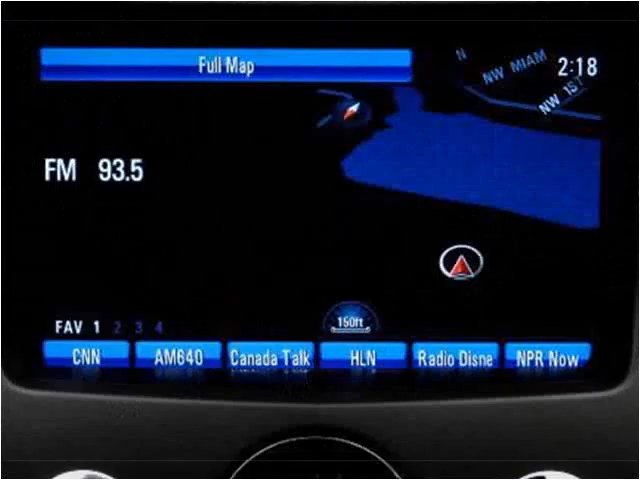 Full Map
N
NW MIAM
2:18
NW 1ST
FM 93.5
150ft
FAV 1 2 3 4
CNN AM640 Canada Talk HLN Radio Disne NPR Now